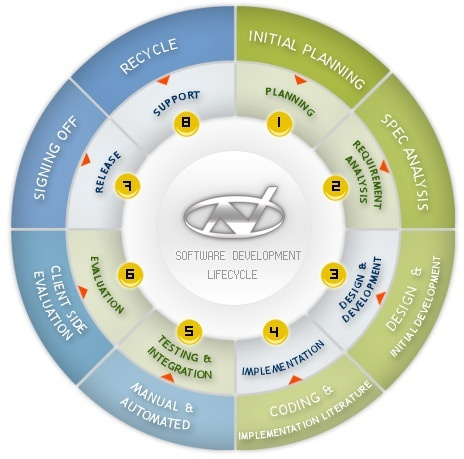 INITIAL PLANNING
PLANNING
1
SPEC ANALYSIS
REQUIREMENT
ANALYSIS
2
DESIGN &
INITIAL DEVELOPMENT
DESIGN &
DEVELOPMENT
3
CODING &
IMPLEMENTATION LITERATURE
IMPLEMENTATION
4
MANUAL &
AUTOMATED
TESTING &
INTEGRATION
5
CLIENT SIDE
EVALUATION
EVALUATION
6
SIGNING OFF
RELEASE
7
RECYCLE
SUPPORT
8
SOFTWARE DEVELOPMENT
LIFECYCLE